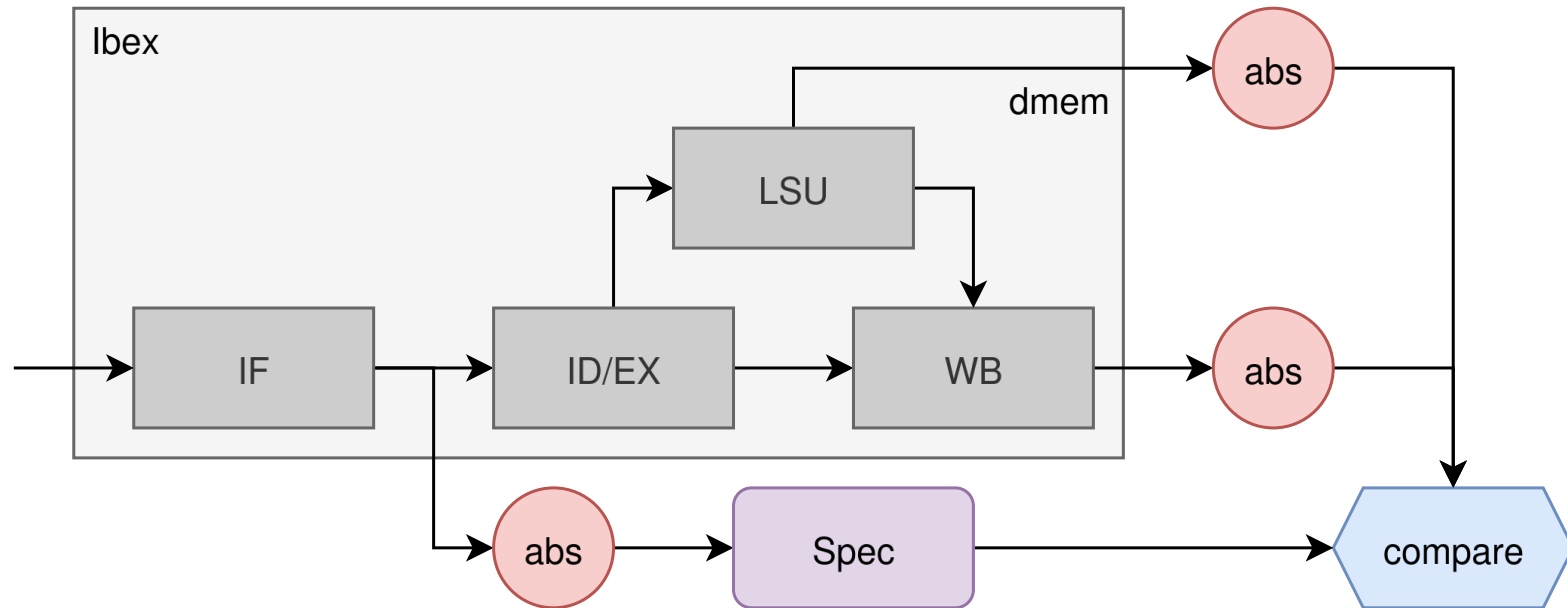 Ibex
abs
dmem
LSU
IF
ID/EX
WB
abs
abs
Spec
compare